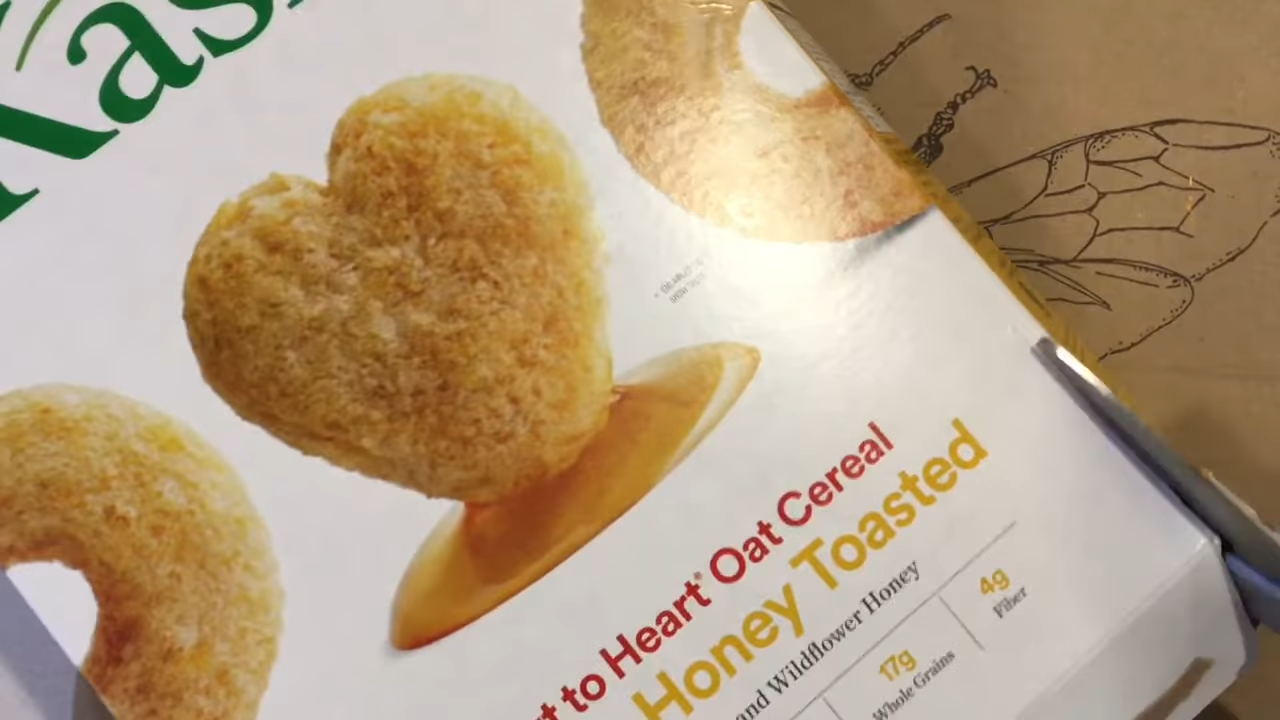 Kas
t to Heart® Oat Cereal
Honey Toasted
and Wildflower Honey
17g
Whole Grains
4g
Fiber